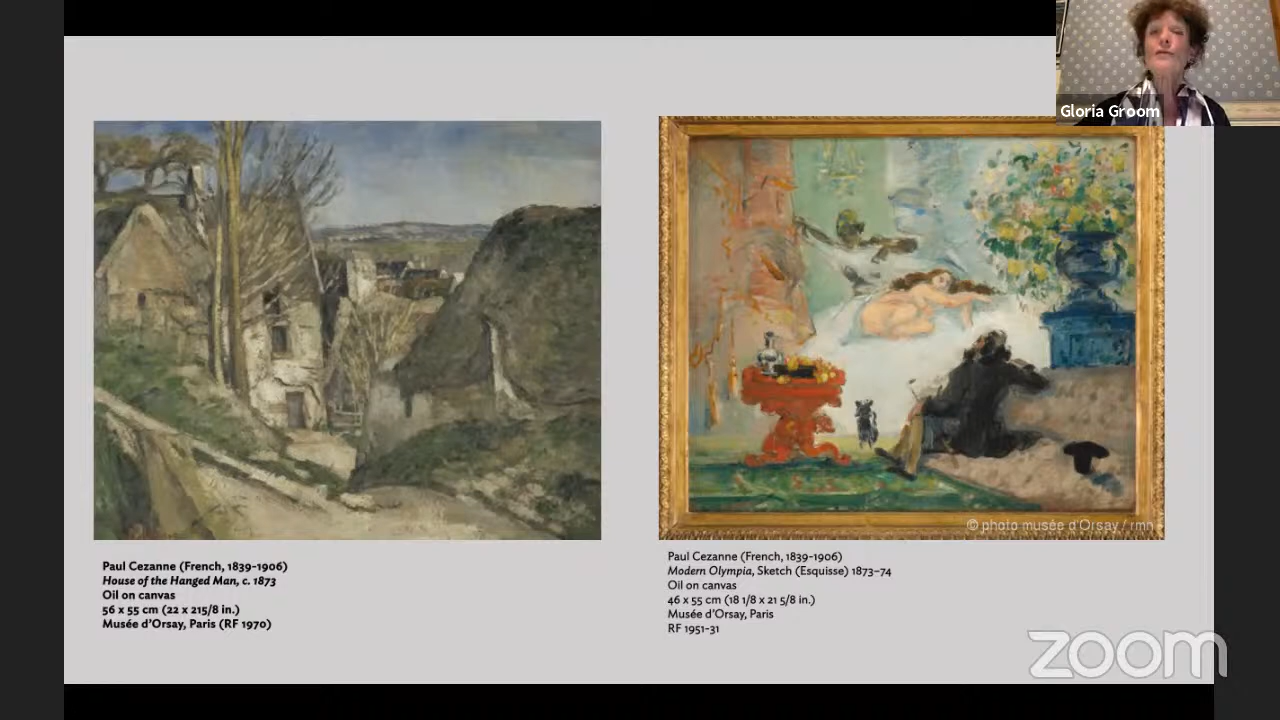 Gloria Groom
© photo musée d'Orsay / rmn
Paul Cezanne (French, 1839-1906)
House of the Hanged Man, c. 1873
Oil on canvas
56 x 55 cm (22 x 215/8 in.)
Musée d'Orsay, Paris (RF 1970)
Paul Cezanne (French, 1839-1906)
Modern Olympia, Sketch (Esquisse) 1873–74
Oil on canvas
46 x 55 cm (18 1/8 x 21 5/8 in.)
Musée d'Orsay, Paris
RF 1951-31
zoom